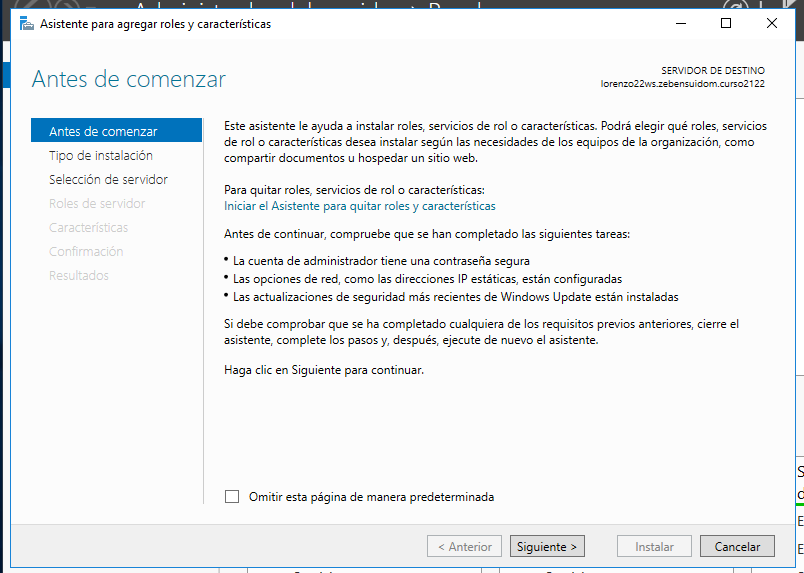 Asistente para agregar roles y características
Antes de comenzar
SERVIDOR DE DESTINO
lorenzo22ws.zebensuidom.curso2122
Antes de comenzar
Tipo de instalación
Selección de servidor
Roles de servidor
Características
Confirmación
Resultados
Este asistente le ayuda a instalar roles, servicios de rol o características. Podrá elegir qué roles, servicios
de rol o características desea instalar según las necesidades de los equipos de la organización, como
compartir documentos u hospedar un sitio web.
Para quitar roles, servicios de rol o características:
Iniciar el Asistente para quitar roles y características
Antes de continuar, compruebe que se han completado las siguientes tareas:
• La cuenta de administrador tiene una contraseña segura
• Las opciones de red, como las direcciones IP estáticas, están configuradas
• Las actualizaciones de seguridad más recientes de Windows Update están instaladas
Si debe comprobar que se ha completado cualquiera de los requisitos previos anteriores, cierre el
asistente, complete los pasos y, después, ejecute de nuevo el asistente.
Haga clic en Siguiente para continuar.
Omitir esta página de manera predeterminada
< Anterior
Siguiente >
Instalar
Cancelar